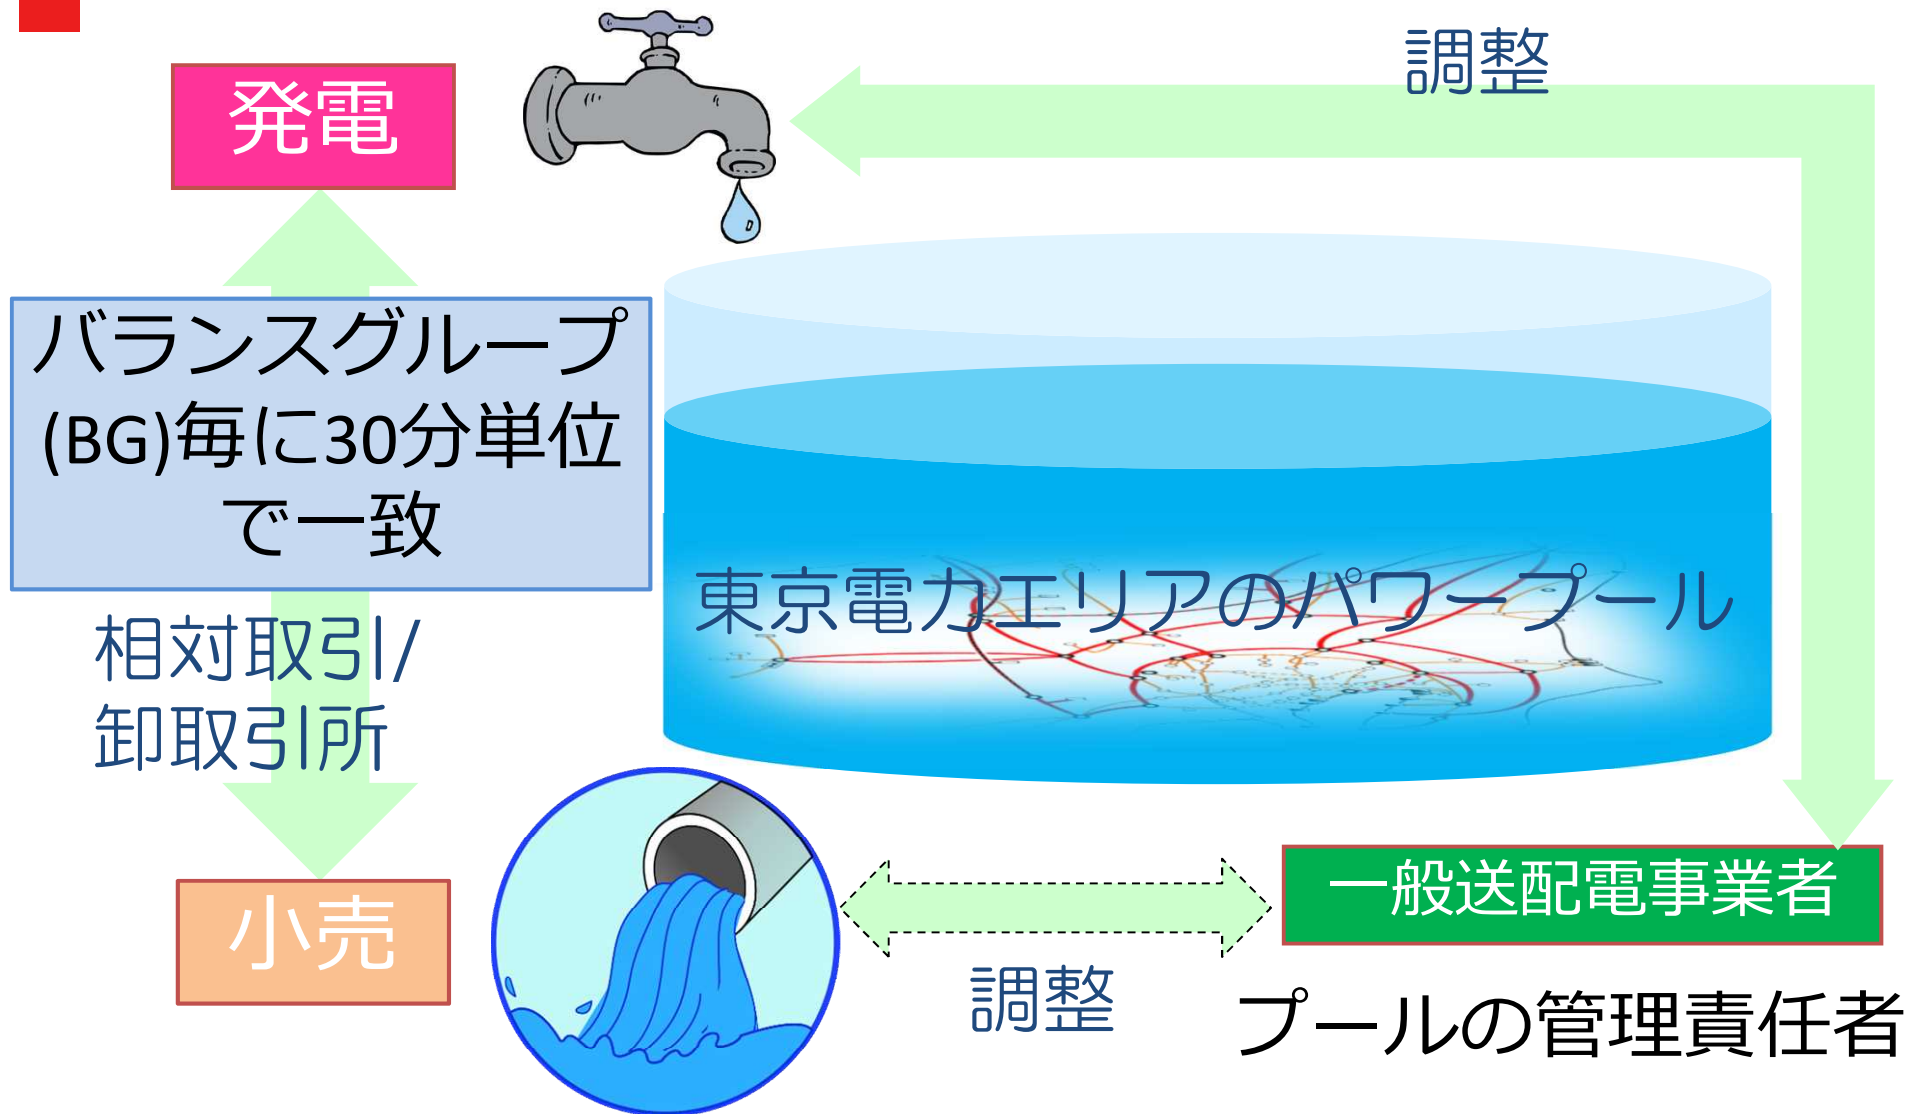 調整
発電
バランスグループ
(BG)毎に30分単位
で一致
東京電力エリアのパワープール
相対取引/
卸取引所
小売
一般送配電事業者
調整
プールの管理責任者